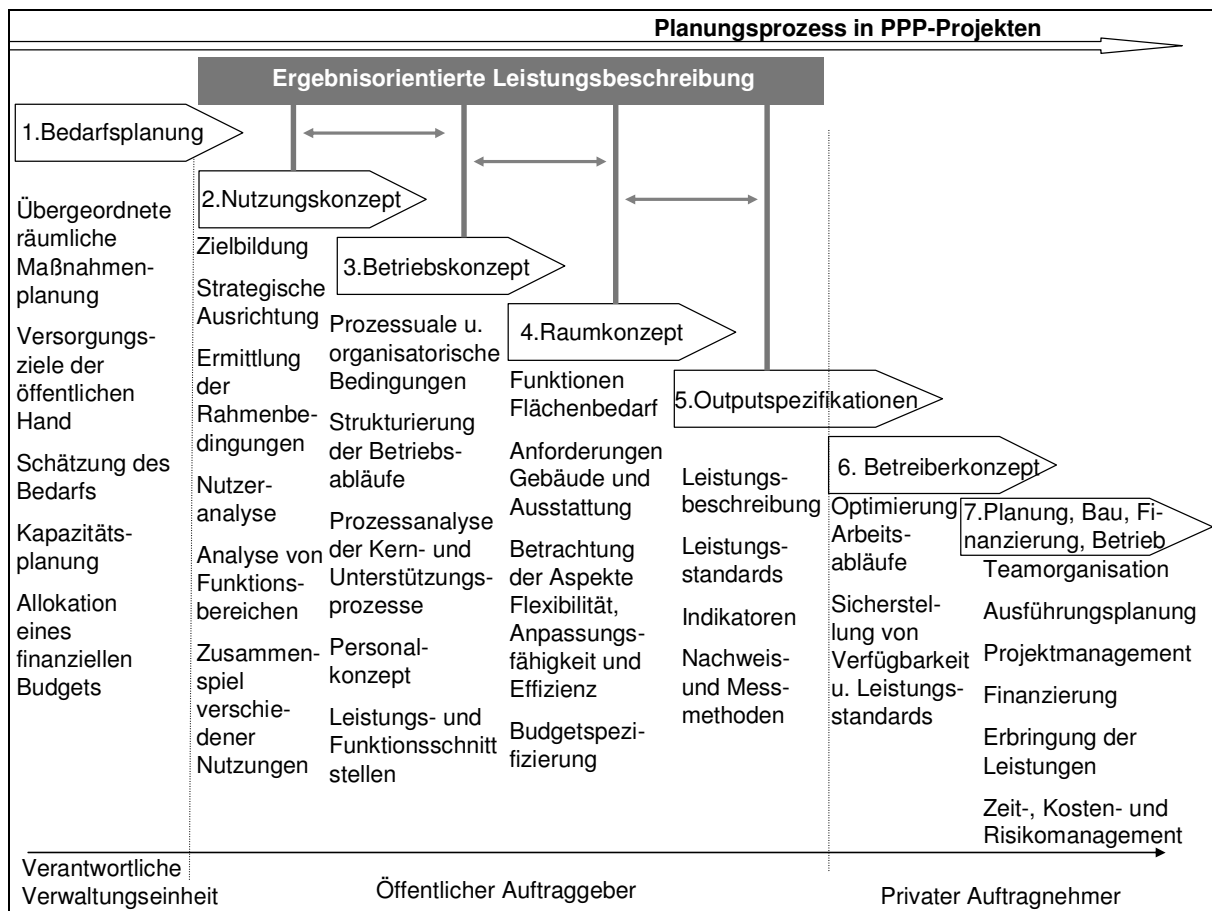 Planungsprozess in PPP-Projekten
Ergebnisorientierte Leistungsbeschreibung
1.Bedarfsplanung
Übergeordnete
räumliche
Maßnahmen-
planung
Versorgungs-
ziele der
öffentlichen
Hand
Schätzung des
Bedarfs
Kapazitäts-
planung
Allokation
eines
finanziellen
Budgets
2.Nutzungskonzept
Zielbildung
Strategische
Ausrichtung
Ermittlung
der
Rahmenbe-
dingungen
Nutzer-
analyse
Analyse von
Funktions-
bereichen
Zusammen-
spiel
verschie-
dener
Nutzungen
3.Betriebskonzept
Prozessuale u.
organisatorische
Bedingungen
Strukturierung
der Betriebs-
abläufe
Prozessanalyse
der Kern- und
Unterstützungs-
prozesse
Personal-
konzept
Leistungs- und
Funktionsschnitt
stellen
4.Raumkonzept
Funktionen
Flächenbedarf
Anforderungen
Gebäude und
Ausstattung
Betrachtung
der Aspekte
Flexibilität,
Anpassungs-
fähigkeit und
Effizienz
Budgetspezi-
fizierung
5.Outputspezifikationen
Leistungs-
beschreibung
Leistungs-
standards
Indikatoren
Nachweis-
und Mess-
methoden
6. Betreiberkonzept
Optimierung
Arbeits-
abläufe
Sicherstel-
lung von
Verfügbarkeit
u. Leistungs-
standards
7.Planung, Bau, Fi-
nanzierung, Betrieb
Teamorganisation
Ausführungsplanung
Projektmanagement
Finanzierung
Erbringung der
Leistungen
Zeit-, Kosten- und
Risikomanagement
Verantwortliche
Verwaltungseinheit
Öffentlicher Auftraggeber
Privater Auftragnehmer